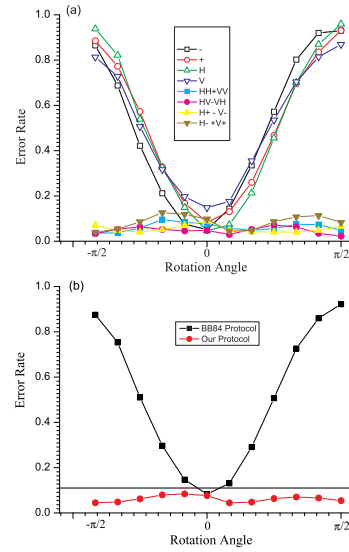 (a)
1.0
0.8
0.6
0.4
0.2
0.0
Error Rate
-
+
H
V
HH+VV
HV-VH
H+ - V-
H- +V+
-π/2
0
π/2
Rotation Angle
(b)
1.0
0.8
0.6
0.4
0.2
0.0
Error Rate
BB84 Protocol
Our Protocol
-π/2
0
π/2
Rotation Angle